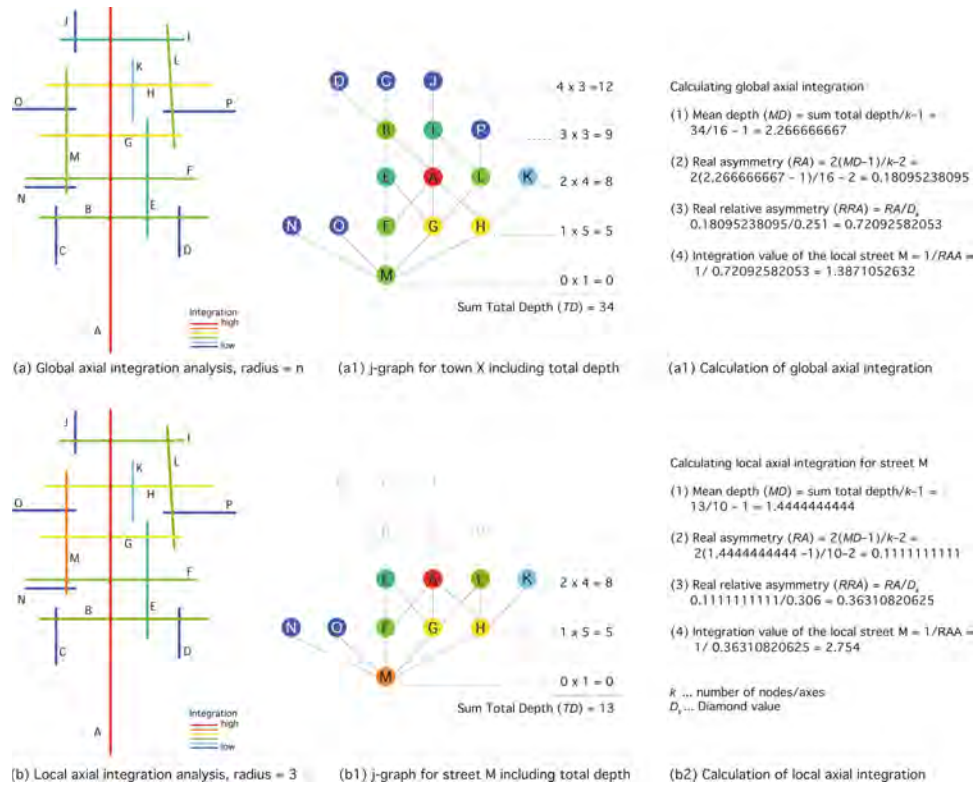 J
I
L
K
H
O
P
G
M
F
N
B
E
C
D
A
Integration
high
low
(a) Global axial integration analysis, radius = n
4 x 3 =12
3 x 3 = 9
I
P
2 x 4 = 8
A
L
K
N
O
G
H
1 x 5 = 5
M
0 x 1 = 0
Sum Total Depth (TD) = 34
(a1) j-graph for town X including total depth
Calculating global axial integration
(1) Mean depth (MD) = sum total depth/k–1 =
34/16 – 1 = 2.266666667
(2) Real asymmetry (RA) = 2(MD–1)/k–2 =
2(2,266666667 – 1)/16 – 2 = 0.18095238095
(3) Real relative asymmetry (RRA) = RA/Ds
0.18095238095/0.251 = 0.72092582053
(4) Integration value of the local street M = 1/RAA =
1/ 0.72092582053 = 1.3871052632
(a1) Calculation of global axial integration
J
I
L
K
H
O
P
G
M
F
N
B
E
C
D
A
Integration
high
low
(b) Local axial integration analysis, radius = 3
A
L
K
2 x 4 = 8
N
O
G
H
1 x 5 = 5
M
0 x 1 = 0
Sum Total Depth (TD) = 13
(b1) j-graph for street M including total depth
Calculating local axial integration for street M
(1) Mean depth (MD) = sum total depth/k–1 =
13/10 – 1 = 1.4444444444
(2) Real asymmetry (RA) = 2(MD–1)/k–2 =
2(1,4444444444 –1)/10–2 = 0.1111111111
(3) Real relative asymmetry (RRA) = RA/Ds
0.1111111111/0.306 = 0.36310820625
(4) Integration value of the local street M = 1/RAA =
1/ 0.36310820625 = 2.754
k ... number of nodes/axes
Ds ... Diamond value
(b2) Calculation of local axial integration